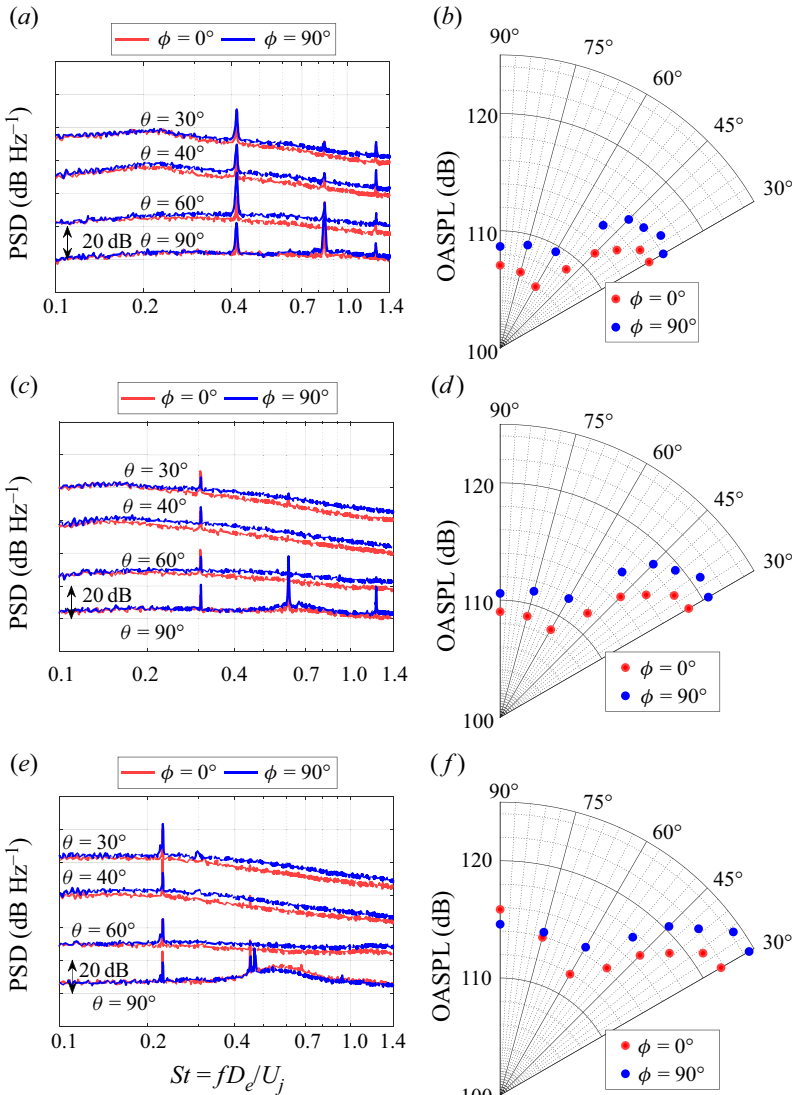 (a)
ϕ = 0° ϕ = 90°
PSD (dB Hz⁻¹)
θ = 30°
θ = 40°
θ = 60°
20 dB
θ = 90°
0.1 0.2 0.4 0.6 1.0 1.4
(b)
90°
75°
60°
45°
30°
120
110
100
OASPL (dB)
ϕ = 0°
ϕ = 90°
(c)
ϕ = 0° ϕ = 90°
PSD (dB Hz⁻¹)
θ = 30°
θ = 40°
θ = 60°
20 dB
θ = 90°
0.1 0.2 0.4 0.6 1.0 1.4
(d)
90°
75°
60°
45°
30°
120
110
100
OASPL (dB)
ϕ = 0°
ϕ = 90°
(e)
ϕ = 0° ϕ = 90°
PSD (dB Hz⁻¹)
θ = 30°
θ = 40°
θ = 60°
20 dB
θ = 90°
0.1 0.2 0.4 0.6 1.0 1.4
St = fDₑ/Uⱼ
(f)
90°
75°
60°
45°
30°
120
110
100
OASPL (dB)
ϕ = 0°
ϕ = 90°